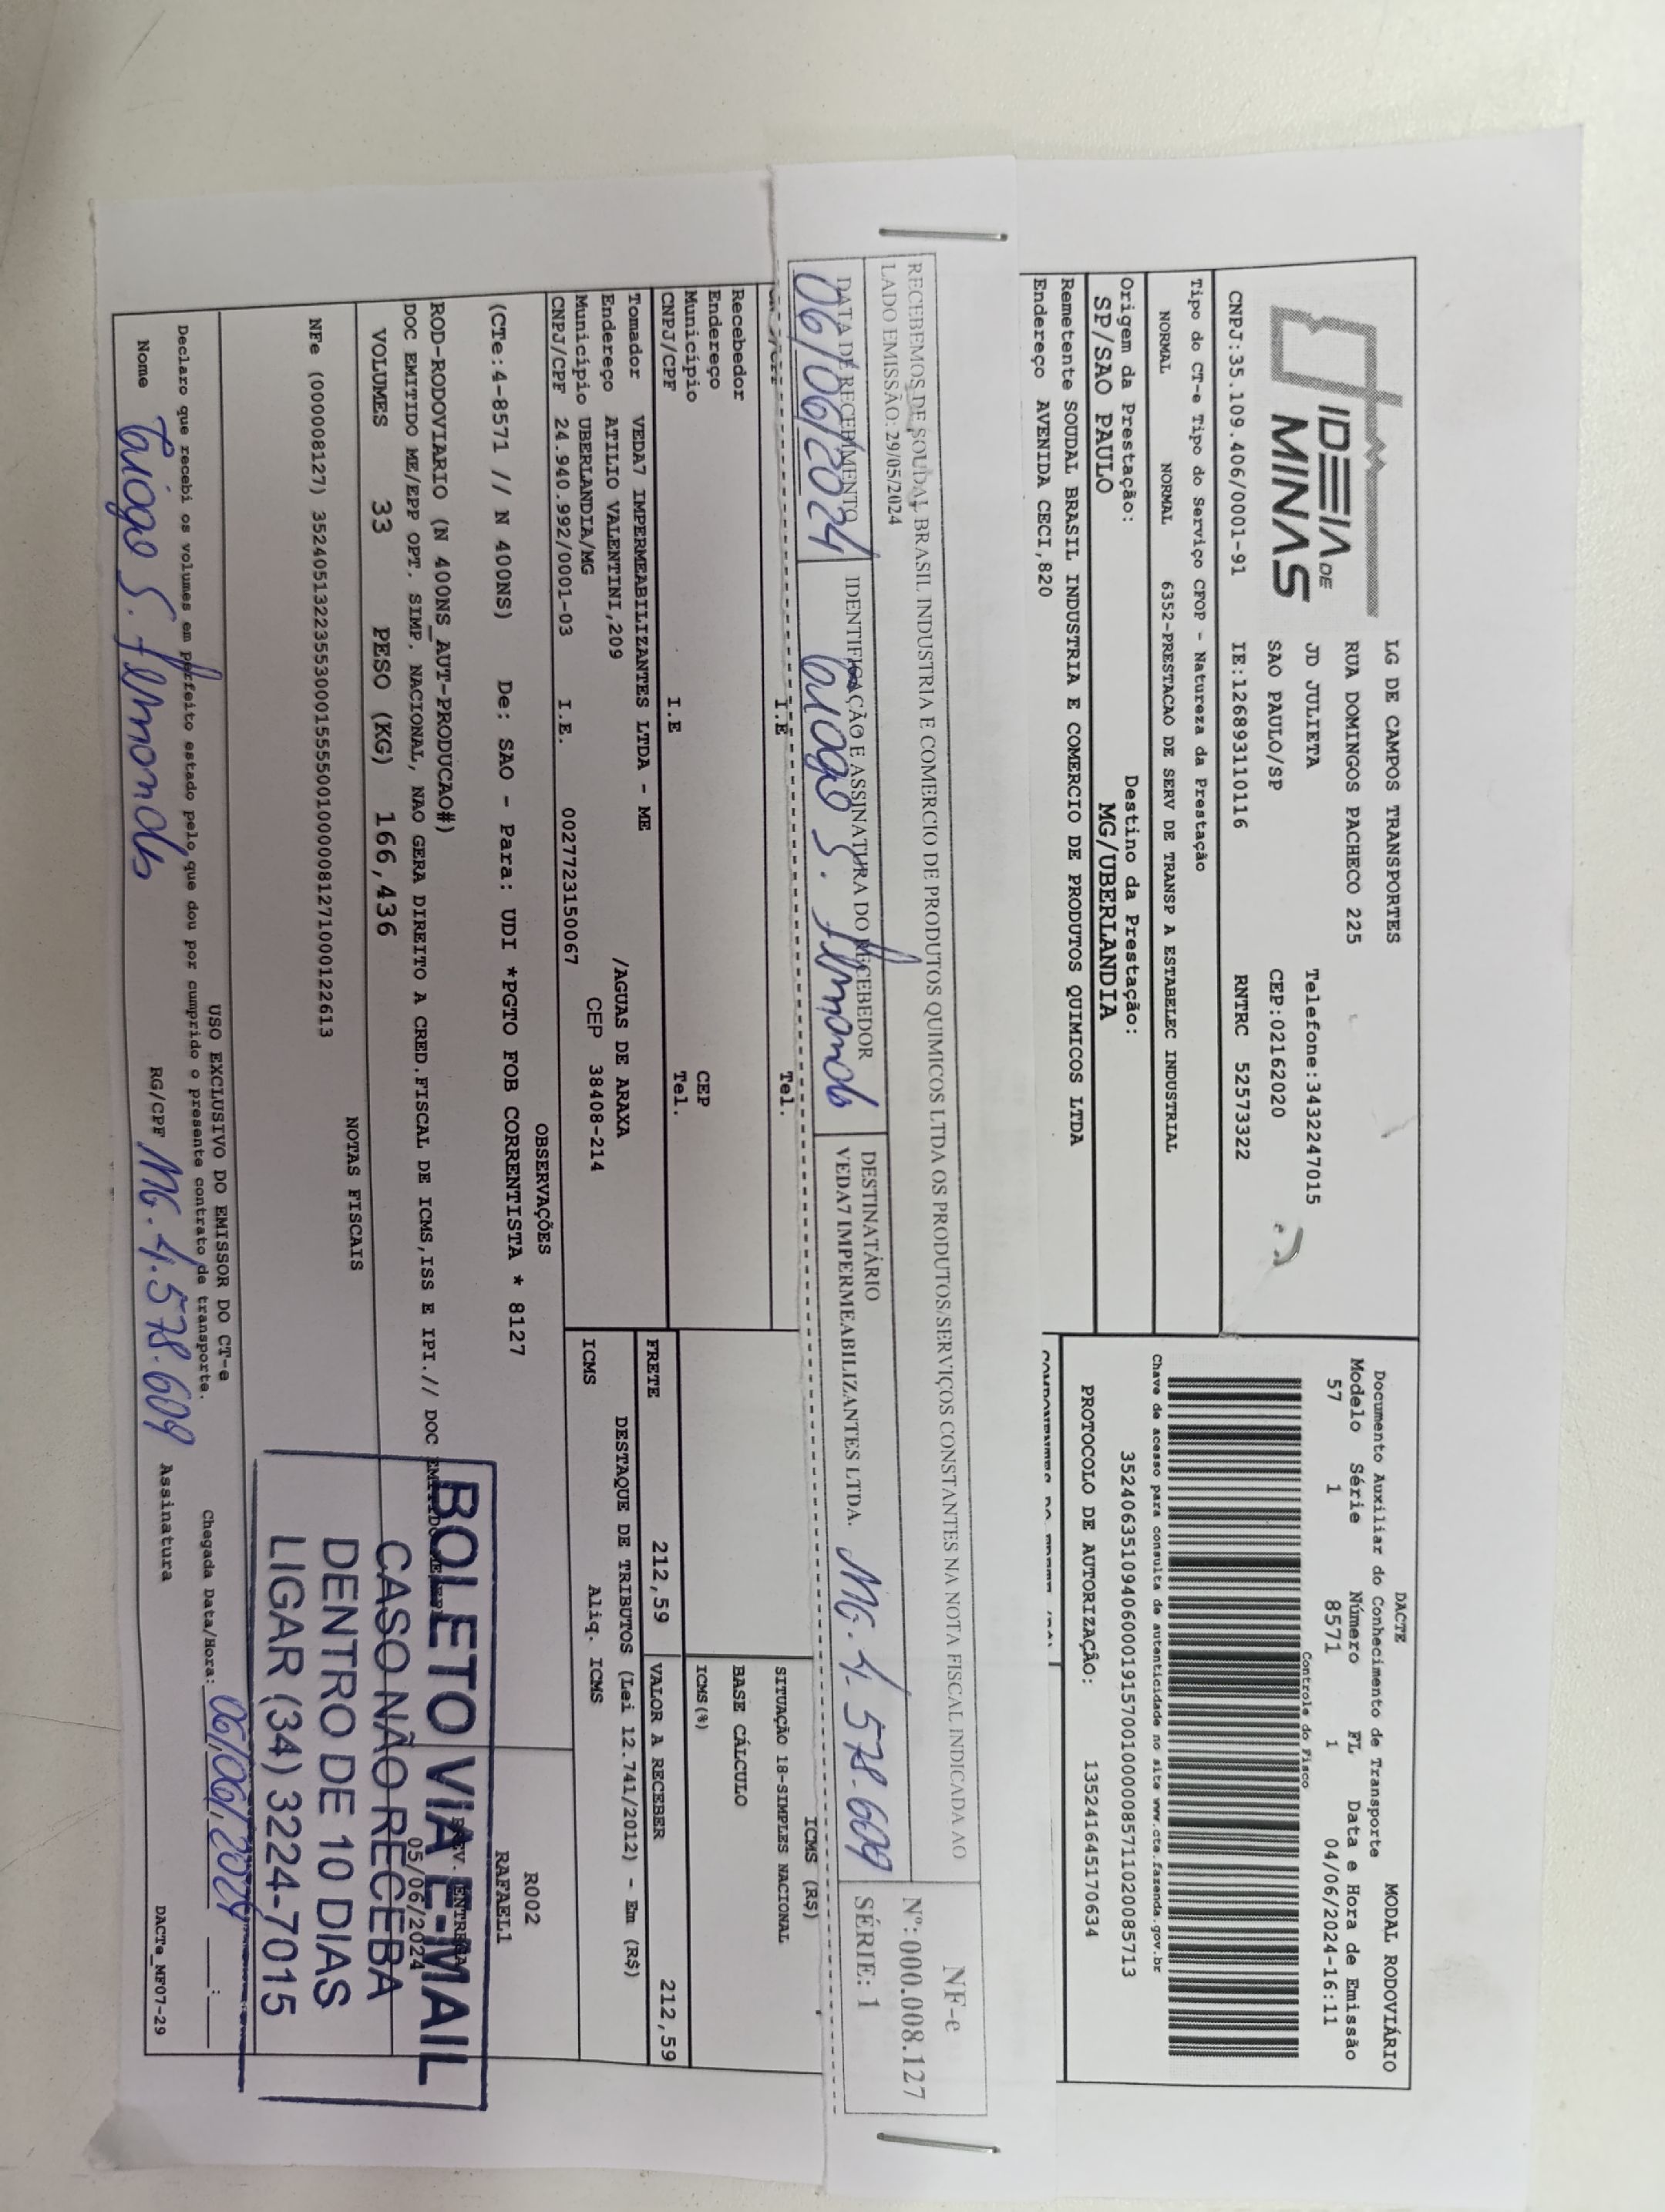 IDEIA DE
MINAS
LG DE CAMPOS TRANSPORTES
RUA DOMINGOS PACHECO 225
JD JULIETA Telefone:3432247015
SAO PAULO/SP CEP:02162020
CNPJ:35.109.406/0001-91 IE:126893110116 RNTRC 52573322
Tipo do CT-e Tipo do Serviço CFOP - Natureza da Prestação
NORMAL NORMAL 6352-PRESTACAO DE SERV DE TRANSP A ESTABELEC INDUSTRIAL
Origem da Prestação: Destino da Prestação:
SP/SAO PAULO MG/UBERLANDIA
Remetente SOUDAL BRASIL INDUSTRIA E COMERCIO DE PRODUTOS QUIMICOS LTDA
Endereço AVENIDA CECI,820
DACTE MODAL RODOVIÁRIO
Documento Auxiliar do Conhecimento de Transporte
Modelo Série Número FL Data e Hora de Emissão
57 1 8571 1 04/06/2024-16:11
Controle do Fisco
Chave de acesso para consulta de autenticidade no site www.cte.fazenda.gov.br
35240635109406000191570010000085711020085713
PROTOCOLO DE AUTORIZAÇÃO: 135241645170634
RECEBEMOS DE SOUDAL BRASIL INDUSTRIA E COMERCIO DE PRODUTOS QUIMICOS LTDA OS PRODUTOS/SERVIÇOS CONSTANTES NA NOTA FISCAL INDICADA AO
LADO EMISSÃO: 29/05/2024
DATA DE RECEBIMENTO IDENTIFICAÇÃO E ASSINATURA DO RECEBEDOR DESTINATÁRIO
VEDA7 IMPERMEABILIZANTES LTDA.
06/06/2024 MG. 4. 578.609
NF-e
Nº: 000.008.127
SÉRIE: 1
I.E Tel.
Recebedor
Endereço
Município CEP
CNPJ/CPF I.E Tel.
ICMS (R$)
SITUAÇÃO 18-SIMPLES NACIONAL
BASE CÁLCULO
ICMS(%)
Tomador VEDA7 IMPERMEABILIZANTES LTDA - ME
Endereço ATILIO VALENTINI,209 /AGUAS DE ARAXA
Município UBERLANDIA/MG CEP 38408-214
CNPJ/CPF 24.940.992/0001-03 I.E. 0027723150067
FRETE 212,59 VALOR A RECEBER 212,59
DESTAQUE DE TRIBUTOS (Lei 12.741/2012) - Em (R$)
ICMS Aliq. ICMS
OBSERVAÇÕES
(CTe:4-8571 // N 400NS) De: SAO - Para: UDI *PGTO FOB CORRENTISTA * 8127
R002
RAFAEL1
ROD-RODOVIARIO (N 400NS_AUT-PRODUCAO#)
DOC EMITIDO ME/EPP OPT. SIMP. NACIONAL, NAO GERA DIREITO A CRED.FISCAL DE ICMS,ISS E IPI.// DOC
05/06/2024
VOLUMES 33 PESO (KG) 166,436
NOTAS FISCAIS
NFe (000008127) 35240513223553000155550010000081271000122613
BOLETO VIA E-MAIL
CASO NÃO RECEBA
DENTRO DE 10 DIAS
LIGAR (34) 3224-7015
USO EXCLUSIVO DO EMISSOR DO CT-e
Declaro que recebi os volumes em perfeito estado pelo que dou por cumprido o presente contrato de transporte.
Chegada Data/Hora: 06/06/2024 :
Nome RG/CPF MG.4.578.609 Assinatura
DACTe_MF07-29